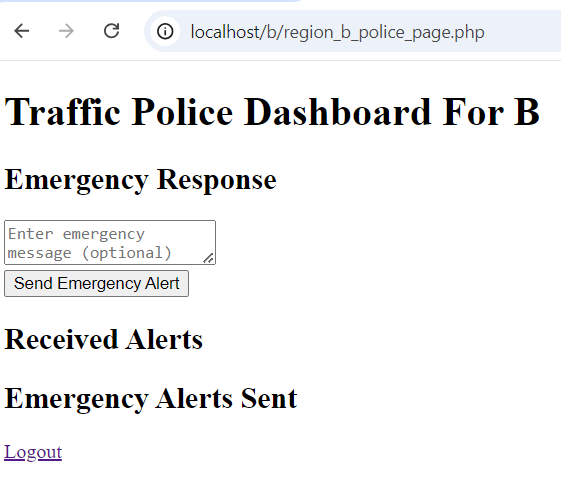 localhost/b/region_b_police_page.php
Traffic Police Dashboard For B
Emergency Response
Enter emergency
message (optional)
Send Emergency Alert
Received Alerts
Emergency Alerts Sent
Logout